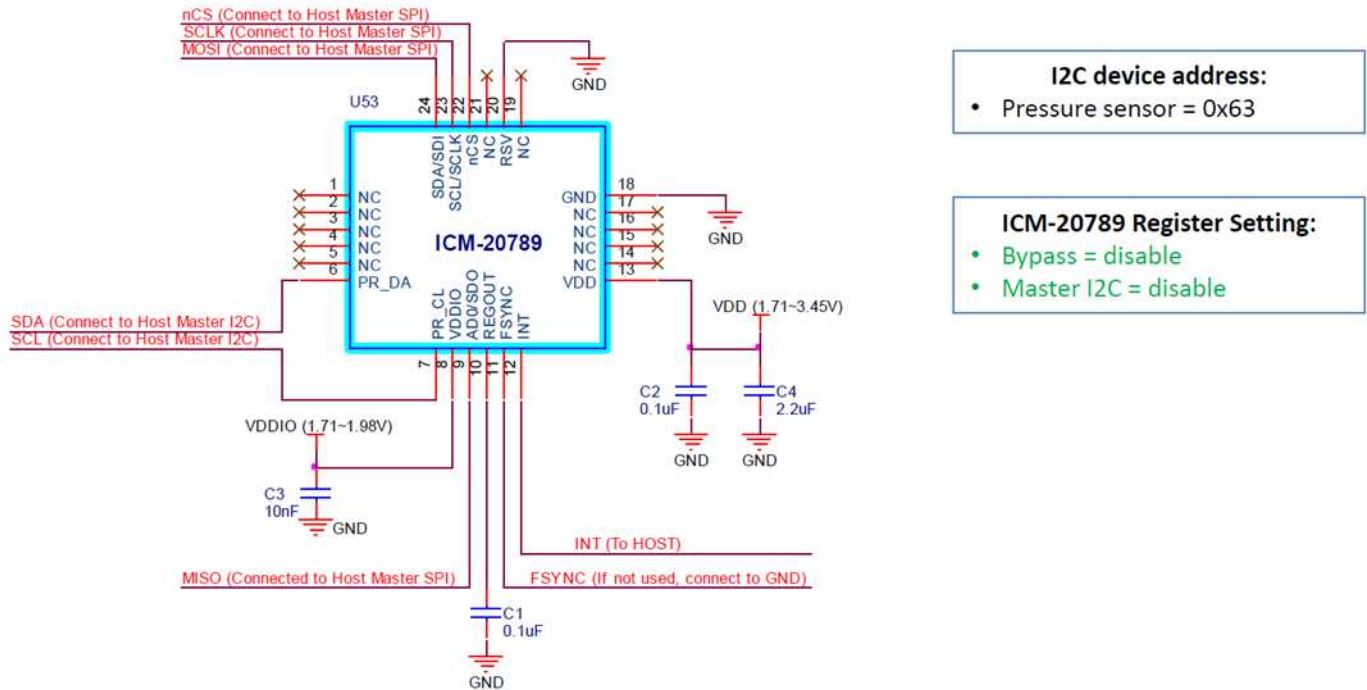 nCS (Connect to Host Master SPI)
SCLK (Connect to Host Master SPI)
MOSI (Connect to Host Master SPI)
GND
U53
24
23
22
21
20
19
SDA/SDI
SCL/SCLK
nCS
NC
RSV
NC
1
2
3
4
5
6
NC
NC
NC
NC
NC
PR_DA
ICM-20789
GND
NC
NC
NC
NC
VDD
18
17
16
15
14
13
GND
PR_CL
VDDIO
AD0/SDO
REGOUT
FSYNC
INT
7
8
9
10
11
12
SDA (Connect to Host Master I2C)
SCL (Connect to Host Master I2C)
VDD (1.71~3.45V)
C2
0.1uF
C4
2.2uF
GND
GND
VDDIO (1.71~1.98V)
C3
10nF
GND
INT (To HOST)
MISO (Connected to Host Master SPI)
FSYNC (If not used, connect to GND)
C1
0.1uF
GND
I2C device address:
• Pressure sensor = 0x63
ICM-20789 Register Setting:
• Bypass = disable
• Master I2C = disable